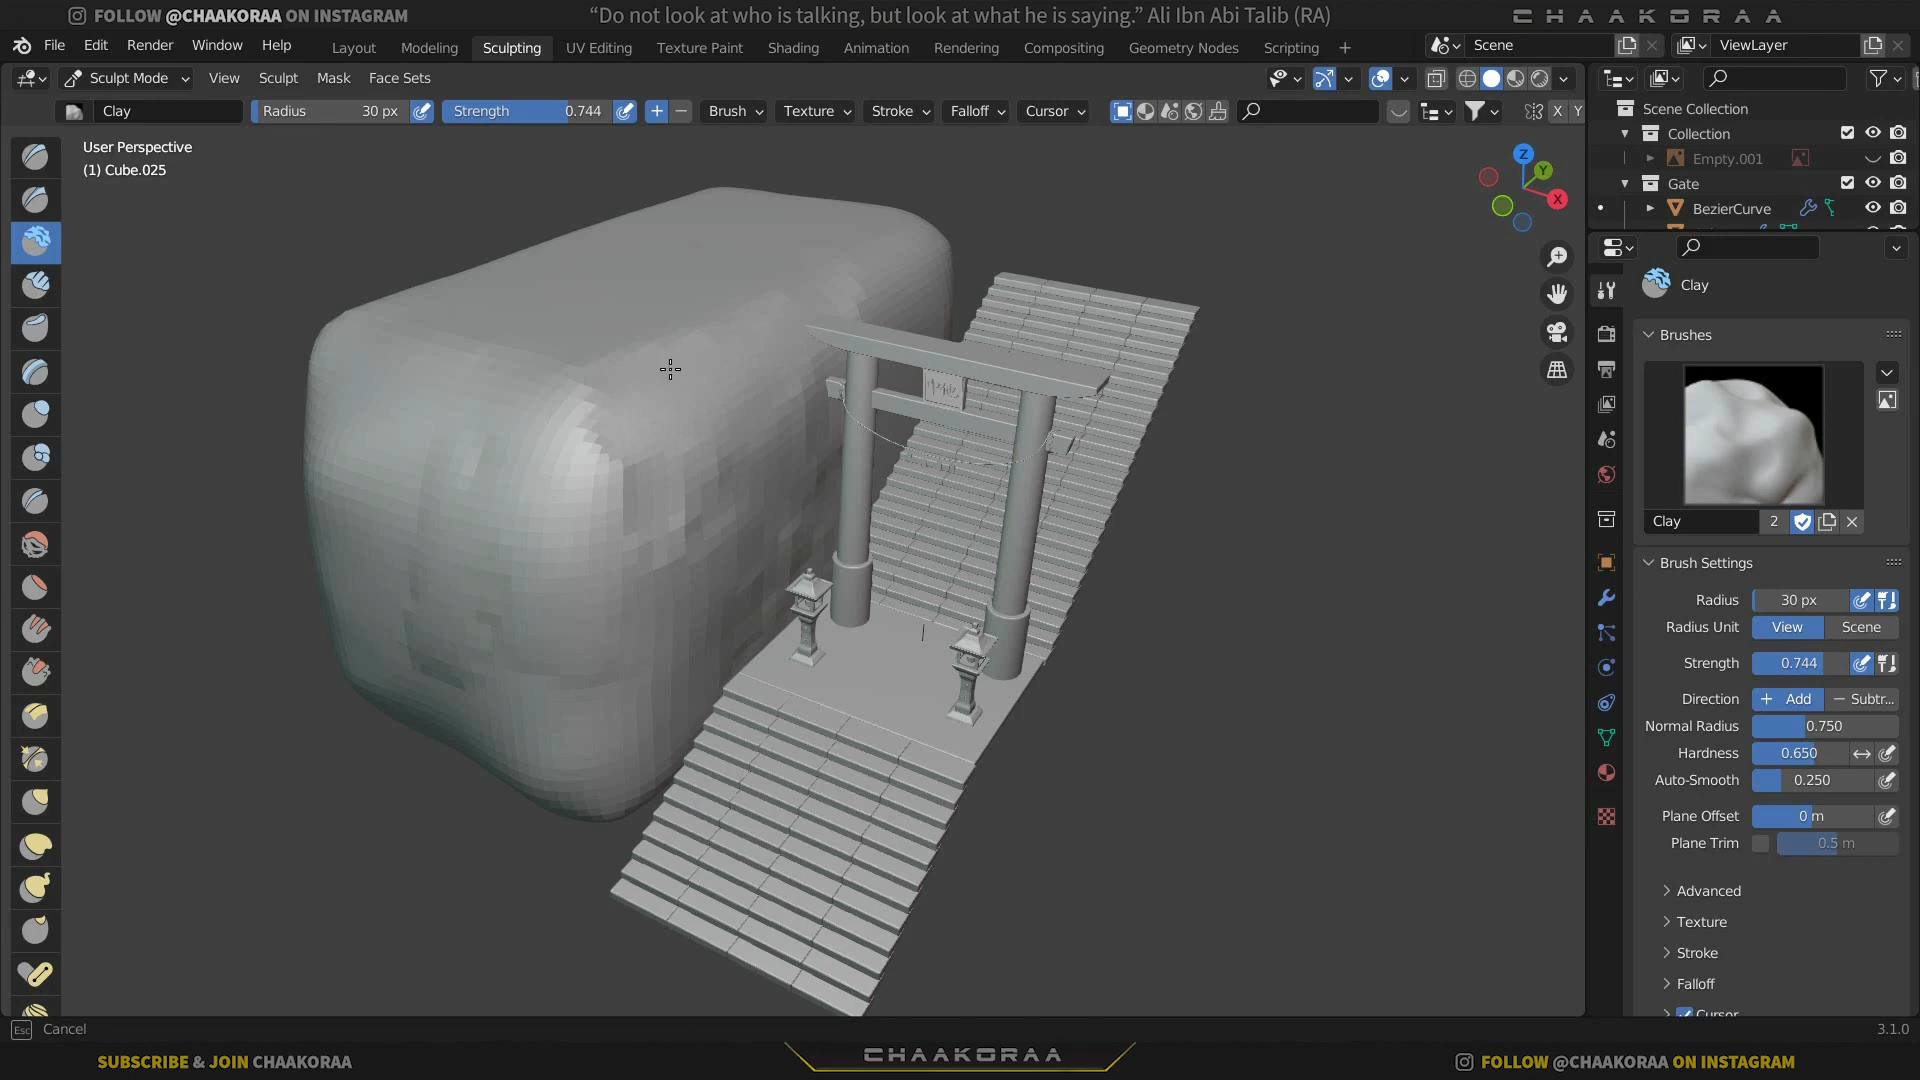 FOLLOW @CHAAKORAA ON INSTAGRAM
“Do not look at who is talking, but look at what he is saying.” Ali Ibn Abi Talib (RA)
CHAAKORAA
File Edit Render Window Help
Layout Modeling Sculpting UV Editing Texture Paint Shading Animation Rendering Compositing Geometry Nodes Scripting +
Scene
ViewLayer
Sculpt Mode View Sculpt Mask Face Sets
Clay
Radius 30 px
Strength 0.744
Brush Texture Stroke Falloff Cursor
X Y
User Perspective
(1) Cube.025
Z
Y
X
Scene Collection
Collection
Empty.001
Gate
BezierCurve
Clay
Brushes
Clay 2
Brush Settings
Radius 30 px
Radius Unit View Scene
Strength 0.744
Direction + Add − Subtr...
Normal Radius 0.750
Hardness 0.650
Auto-Smooth 0.250
Plane Offset 0 m
Plane Trim 0.5 m
Advanced
Texture
Stroke
Falloff
Cursor
Esc Cancel
3.1.0
SUBSCRIBE & JOIN CHAAKORAA
CHAAKORAA
FOLLOW @CHAAKORAA ON INSTAGRAM